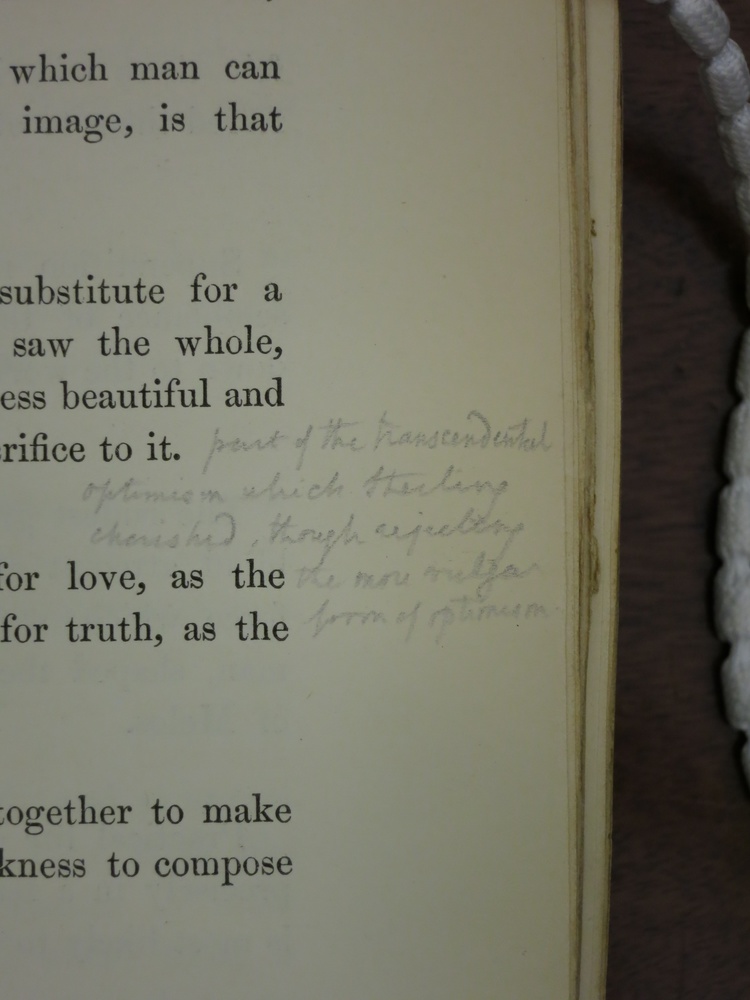 which man can
image, is that
substitute for a
saw the whole,
ess beautiful and
rifice to it. part of the transcendental
optimism which Sterling
cherished, though rejecting
for love, as the the more vulgar
for truth, as the form of optimism.
together to make
kness to compose